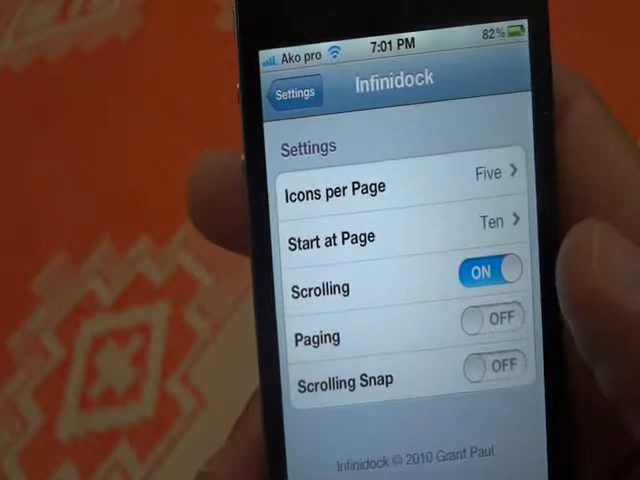 Ako pro 7:01 PM 82%
Settings Infinidock
Settings
Icons per Page Five
Start at Page Ten
Scrolling ON
Paging OFF
Scrolling Snap OFF
Infinidock © 2010 Grant Paul